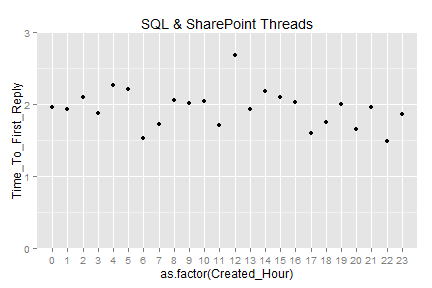 SQL & SharePoint Threads
Time_To_First_Reply
3
2
1
0
0 1 2 3 4 5 6 7 8 9 10 11 12 13 14 15 16 17 18 19 20 21 22 23
as.factor(Created_Hour)